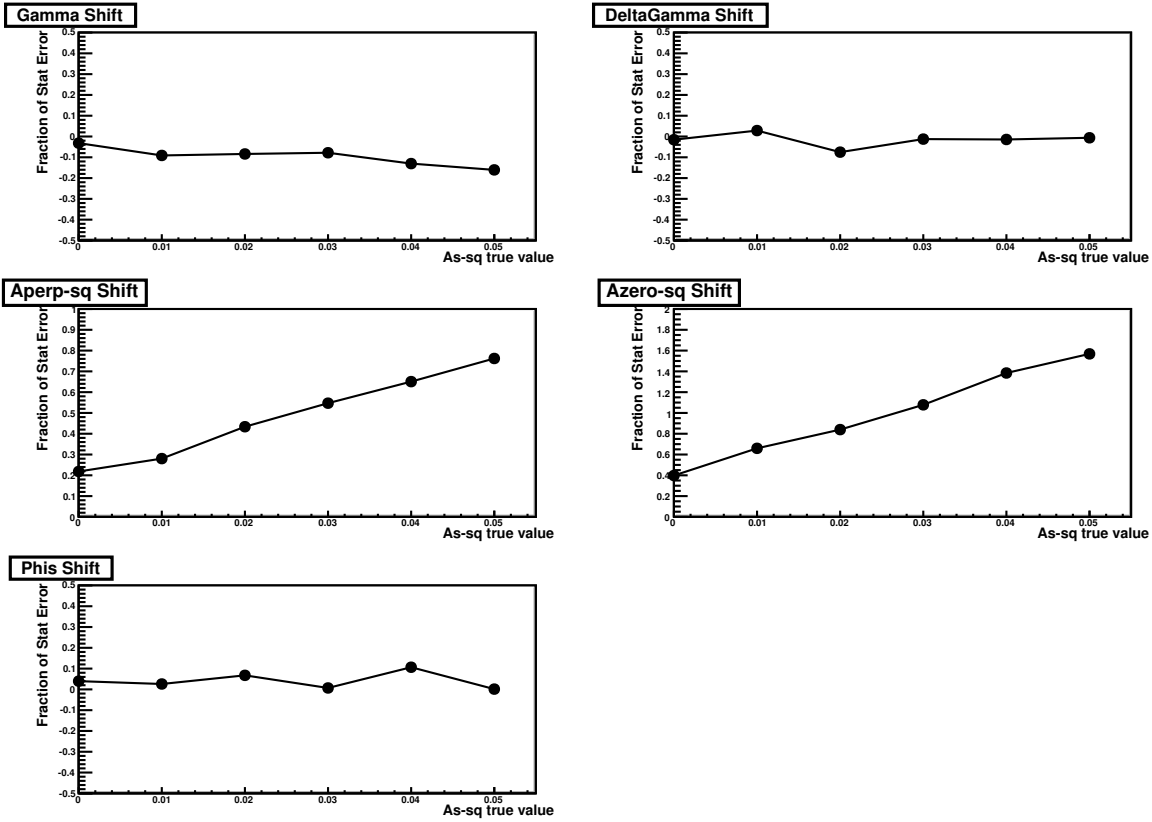 Gamma Shift
Fraction of Stat Error
0.5
0.4
0.3
0.2
0.1
0
-0.1
-0.2
-0.3
-0.4
-0.5
0 0.01 0.02 0.03 0.04 0.05
As-sq true value
DeltaGamma Shift
Fraction of Stat Error
0.5
0.4
0.3
0.2
0.1
0
-0.1
-0.2
-0.3
-0.4
-0.5
0 0.01 0.02 0.03 0.04 0.05
As-sq true value
Aperp-sq Shift
Fraction of Stat Error
1
0.9
0.8
0.7
0.6
0.5
0.4
0.3
0.2
0.1
0
0 0.01 0.02 0.03 0.04 0.05
As-sq true value
Azero-sq Shift
Fraction of Stat Error
2
1.8
1.6
1.4
1.2
1
0.8
0.6
0.4
0.2
0
0 0.01 0.02 0.03 0.04 0.05
As-sq true value
Phis Shift
Fraction of Stat Error
0.5
0.4
0.3
0.2
0.1
0
-0.1
-0.2
-0.3
-0.4
-0.5
0 0.01 0.02 0.03 0.04 0.05
As-sq true value